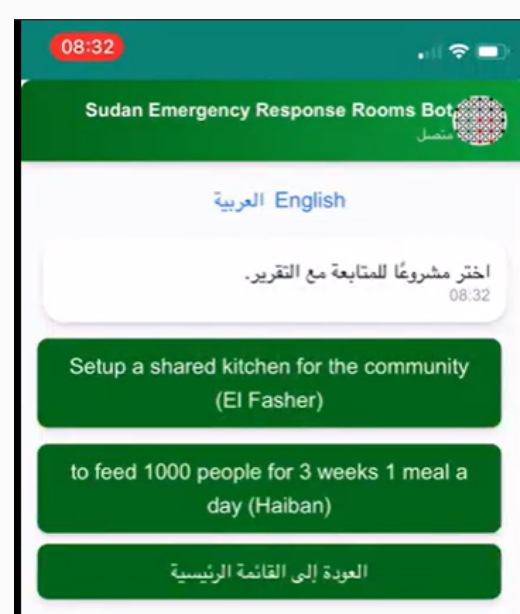 08:32
Sudan Emergency Response Rooms Bot
متصل
English العربية
اختر مشروعًا للمتابعة مع التقرير.
08:32
Setup a shared kitchen for the community
(El Fasher)
to feed 1000 people for 3 weeks 1 meal a
day (Haiban)
العودة إلى القائمة الرئيسية